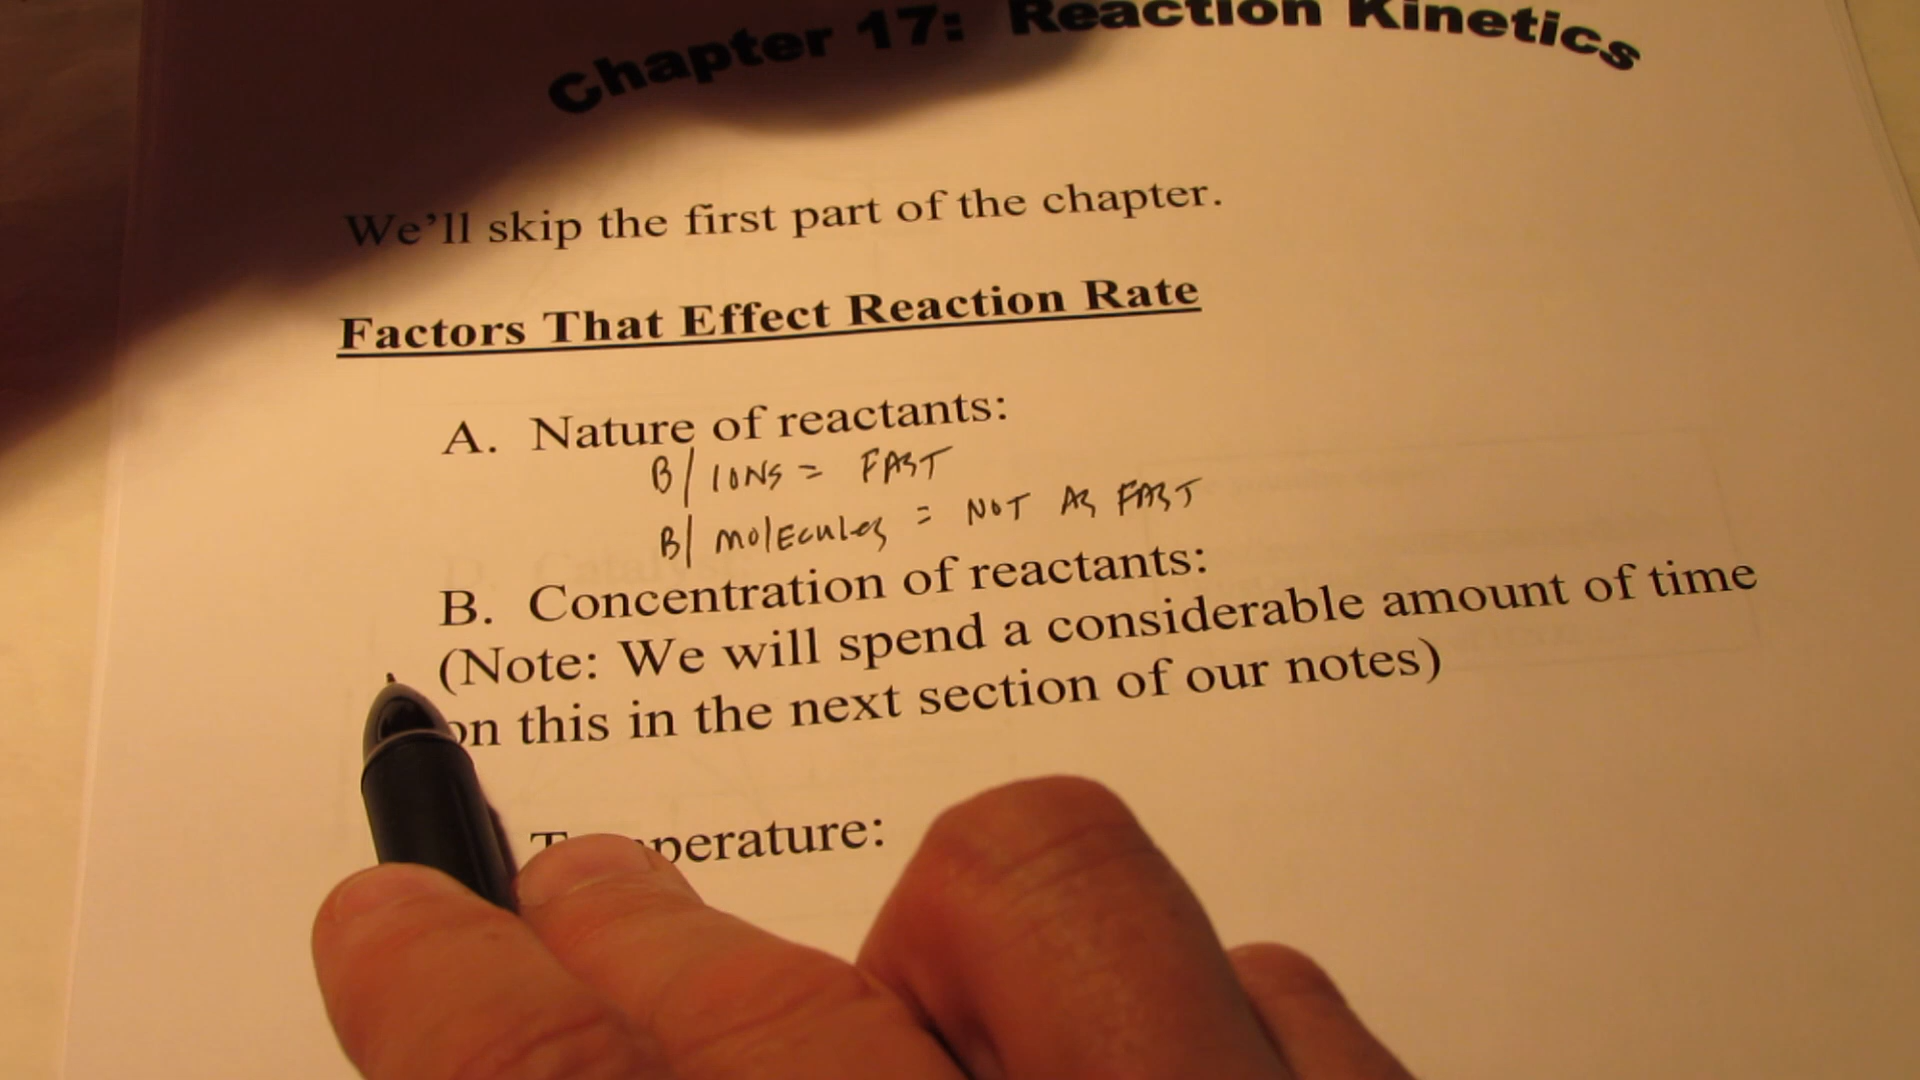 Chapter 17: Reaction Kinetics
We'll skip the first part of the chapter.
Factors That Effect Reaction Rate
A. Nature of reactants:
B/ IONS = FAST
B/ MOLECULES = NOT AS FAST
B. Concentration of reactants:
(Note: We will spend a considerable amount of time
on this in the next section of our notes)
Temperature: